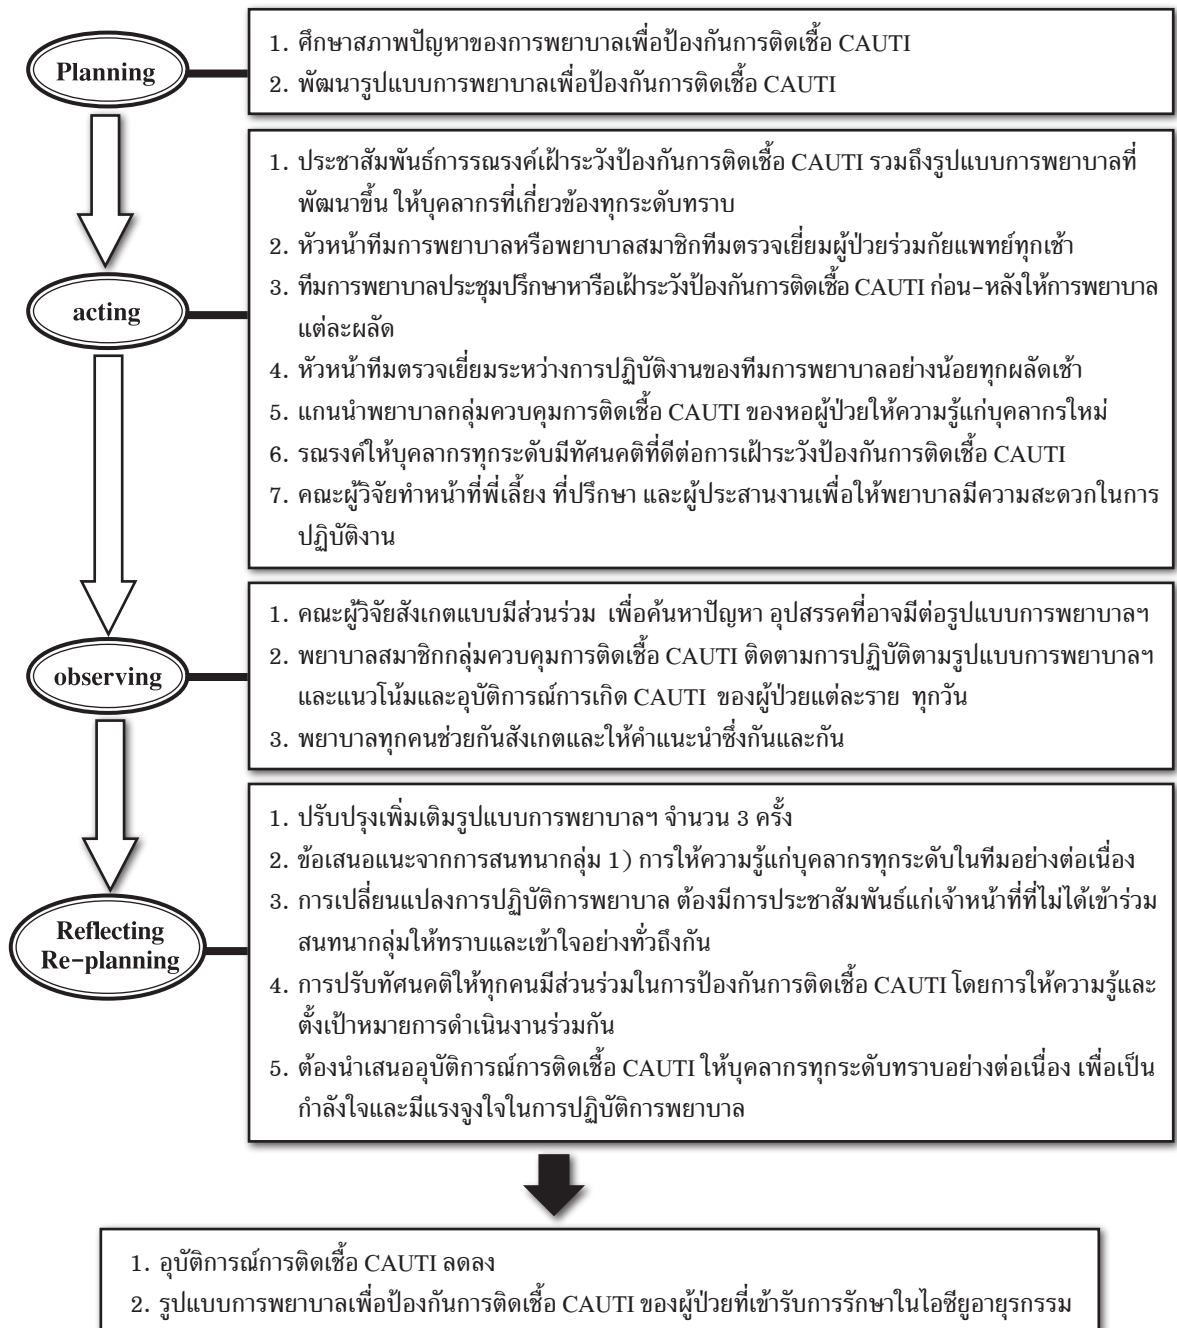 Planning
1. ศึกษาสภาพปัญหาของการพยาบาลเพื่อป้องกันการติดเชื้อ CAUTI
2. พัฒนารูปแบบการพยาบาลเพื่อป้องกันการติดเชื้อ CAUTI
acting
1. ประชาสัมพันธ์การรณรงค์เฝ้าระวังป้องกันการติดเชื้อ CAUTI รวมถึงรูปแบบการพยาบาลที่
พัฒนาขึ้น ให้บุคลากรที่เกี่ยวข้องทุกระดับทราบ
2. หัวหน้าทีมการพยาบาลหรือพยาบาลสมาชิกทีมตรวจเยี่ยมผู้ป่วยร่วมกัยแพทย์ทุกเช้า
3. ทีมการพยาบาลประชุมปรึกษาหารือเฝ้าระวังป้องกันการติดเชื้อ CAUTI ก่อน-หลังให้การพยาบาล
แต่ละผลัด
4. หัวหน้าทีมตรวจเยี่ยมระหว่างการปฏิบัติงานของทีมการพยาบาลอย่างน้อยทุกผลัดเช้า
5. แกนนำพยาบาลกลุ่มควบคุมการติดเชื้อ CAUTI ของหอผู้ป่วยให้ความรู้แก่บุคลากรใหม่
6. รณรงค์ให้บุคลากรทุกระดับมีทัศนคติที่ดีต่อการเฝ้าระวังป้องกันการติดเชื้อ CAUTI
7. คณะผู้วิจัยทำหน้าที่พี่เลี้ยง ที่ปรึกษา และผู้ประสานงานเพื่อให้พยาบาลมีความสะดวกในการ
ปฏิบัติงาน
observing
1. คณะผู้วิจัยสังเกตแบบมีส่วนร่วม เพื่อค้นหาปัญหา อุปสรรคที่อาจมีต่อรูปแบบการพยาบาลฯ
2. พยาบาลสมาชิกกลุ่มควบคุมการติดเชื้อ CAUTI ติดตามการปฏิบัติตามรูปแบบการพยาบาลฯ
และแนวโน้มและอุบัติการณ์การเกิด CAUTI ของผู้ป่วยแต่ละราย ทุกวัน
3. พยาบาลทุกคนช่วยกันสังเกตและให้คำแนะนำซึ่งกันและกัน
Reflecting
Re-planning
1. ปรับปรุงเพิ่มเติมรูปแบบการพยาบาลฯ จำนวน 3 ครั้ง
2. ข้อเสนอแนะจากการสนทนากลุ่ม 1) การให้ความรู้แก่บุคลากรทุกระดับในทีมอย่างต่อเนื่อง
3. การเปลี่ยนแปลงการปฏิบัติการพยาบาล ต้องมีการประชาสัมพันธ์แก่เจ้าหน้าที่ที่ไม่ได้เข้าร่วม
สนทนากลุ่มให้ทราบและเข้าใจอย่างทั่วถึงกัน
4. การปรับทัศนคติให้ทุกคนมีส่วนร่วมในการป้องกันการติดเชื้อ CAUTI โดยการให้ความรู้และ
ตั้งเป้าหมายการดำเนินงานร่วมกัน
5. ต้องนำเสนออุบัติการณ์การติดเชื้อ CAUTI ให้บุคลากรทุกระดับทราบอย่างต่อเนื่อง เพื่อเป็น
กำลังใจและมีแรงจูงใจในการปฏิบัติการพยาบาล
1. อุบัติการณ์การติดเชื้อ CAUTI ลดลง
2. รูปแบบการพยาบาลเพื่อป้องกันการติดเชื้อ CAUTI ของผู้ป่วยที่เข้ารับการรักษาในไอซียูอายุรกรรม